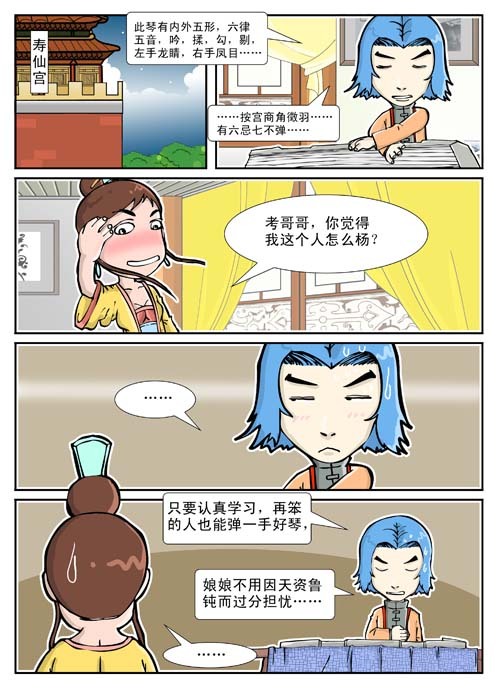 寿仙宫
此琴有内外五形，六律
五音，吟，揉，勾，剔，
左手龙睛，右手凤目……
……按宫商角徵羽……
有六忌七不弹……
考哥哥，你觉得
我这个人怎么杨？
……
只要认真学习，再笨
的人也能弹一手好琴，
娘娘不用因天资鲁
钝而过分担忧……
……